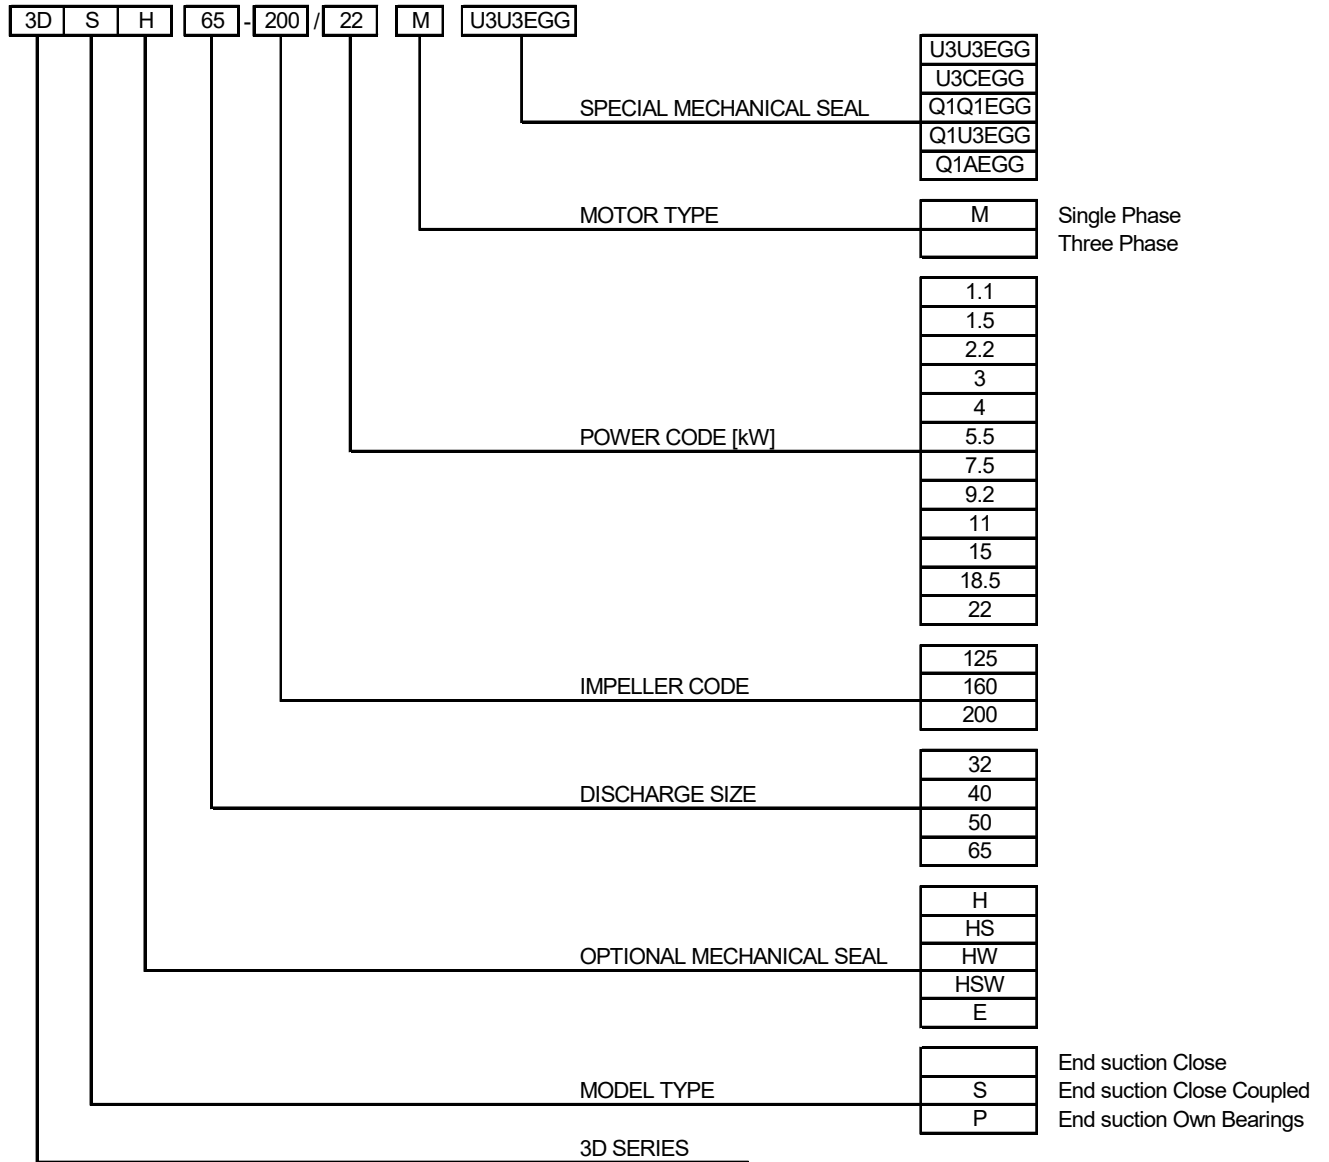 3D S H 65 - 200 / 22 M U3U3EGG
U3U3EGG
U3CEGG
SPECIAL MECHANICAL SEAL Q1Q1EGG
Q1U3EGG
Q1AEGG
MOTOR TYPE M Single Phase
Three Phase
1.1
1.5
2.2
3
4
POWER CODE [kW] 5.5
7.5
9.2
11
15
18.5
22
125
IMPELLER CODE 160
200
32
DISCHARGE SIZE 40
50
65
H
HS
OPTIONAL MECHANICAL SEAL HW
HSW
E
End suction Close
MODEL TYPE S End suction Close Coupled
P End suction Own Bearings
3D SERIES